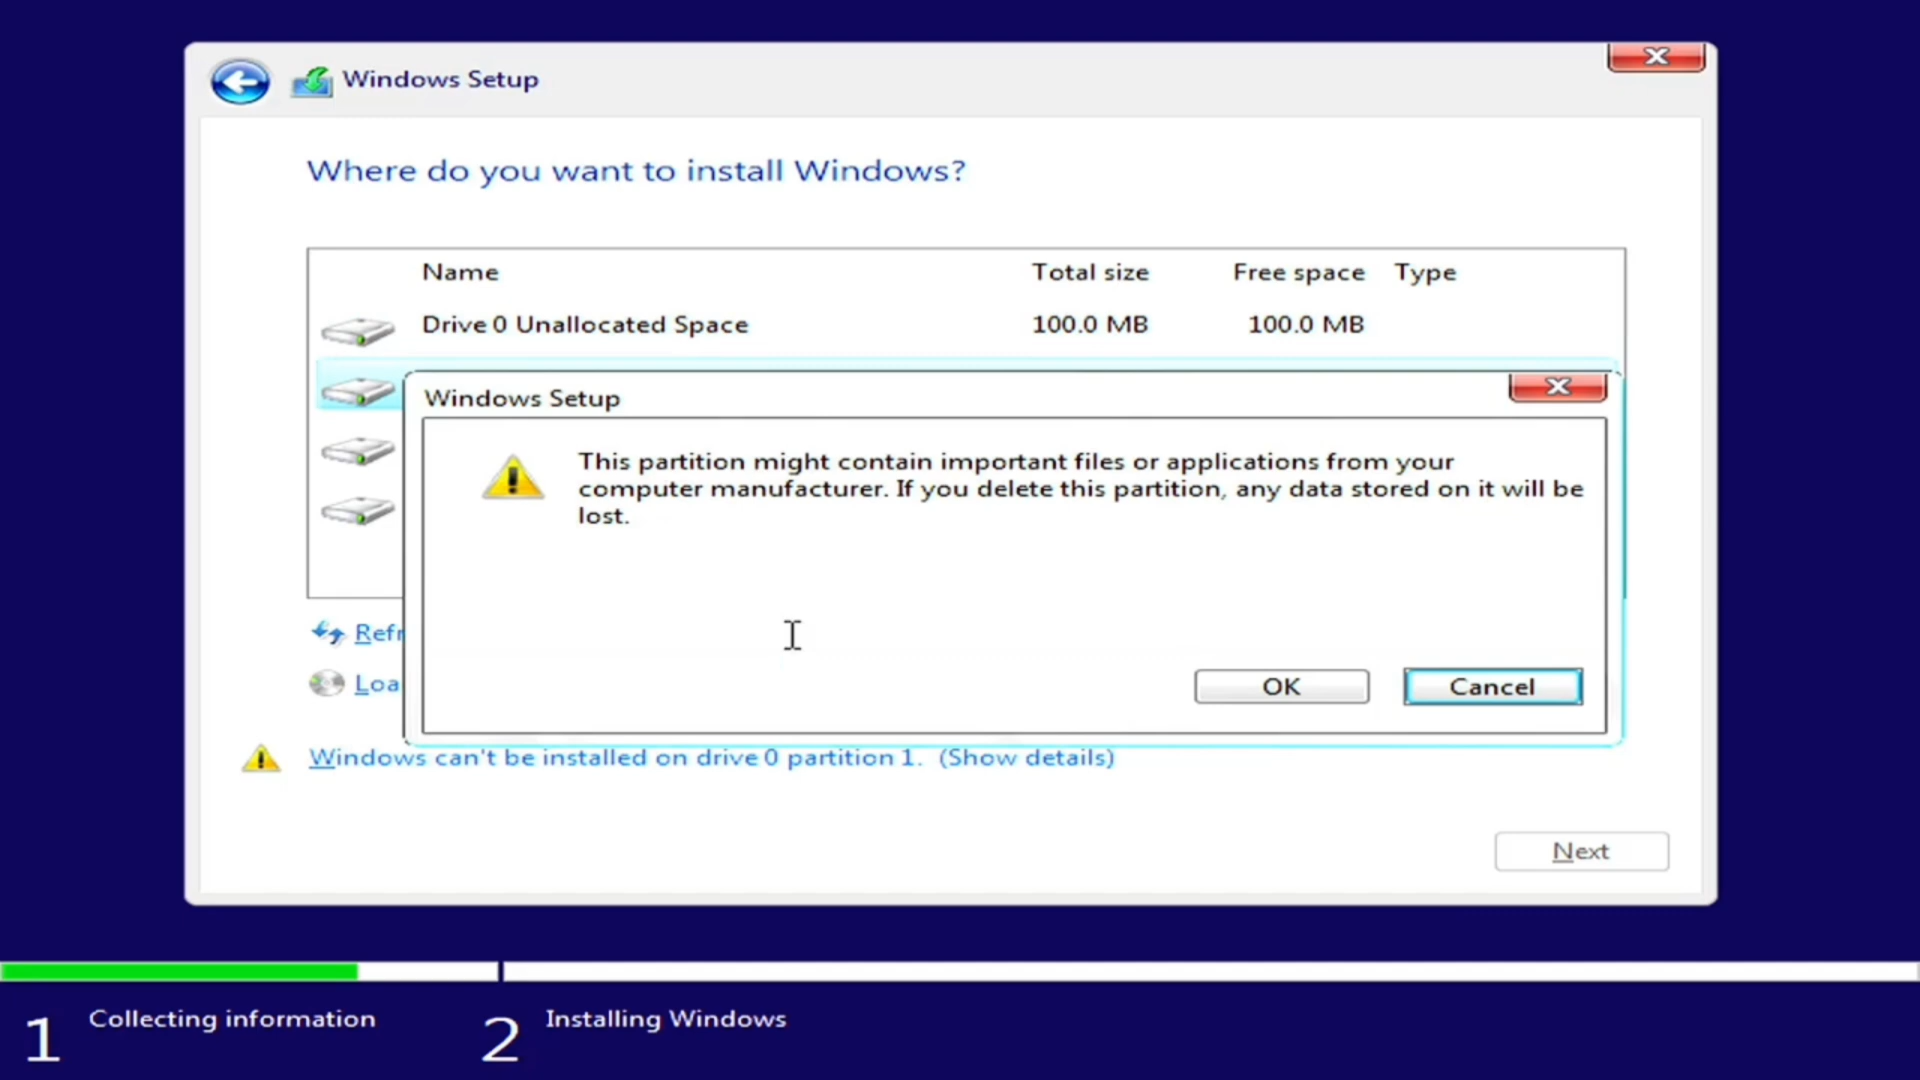 Windows Setup
Where do you want to install Windows?
Name Total size Free space Type
Drive 0 Unallocated Space 100.0 MB 100.0 MB
Windows Setup
This partition might contain important files or applications from your
computer manufacturer. If you delete this partition, any data stored on it will be
lost.
OK Cancel
Refr
Loa
Windows can't be installed on drive 0 partition 1. (Show details)
Next
1 Collecting information 2 Installing Windows